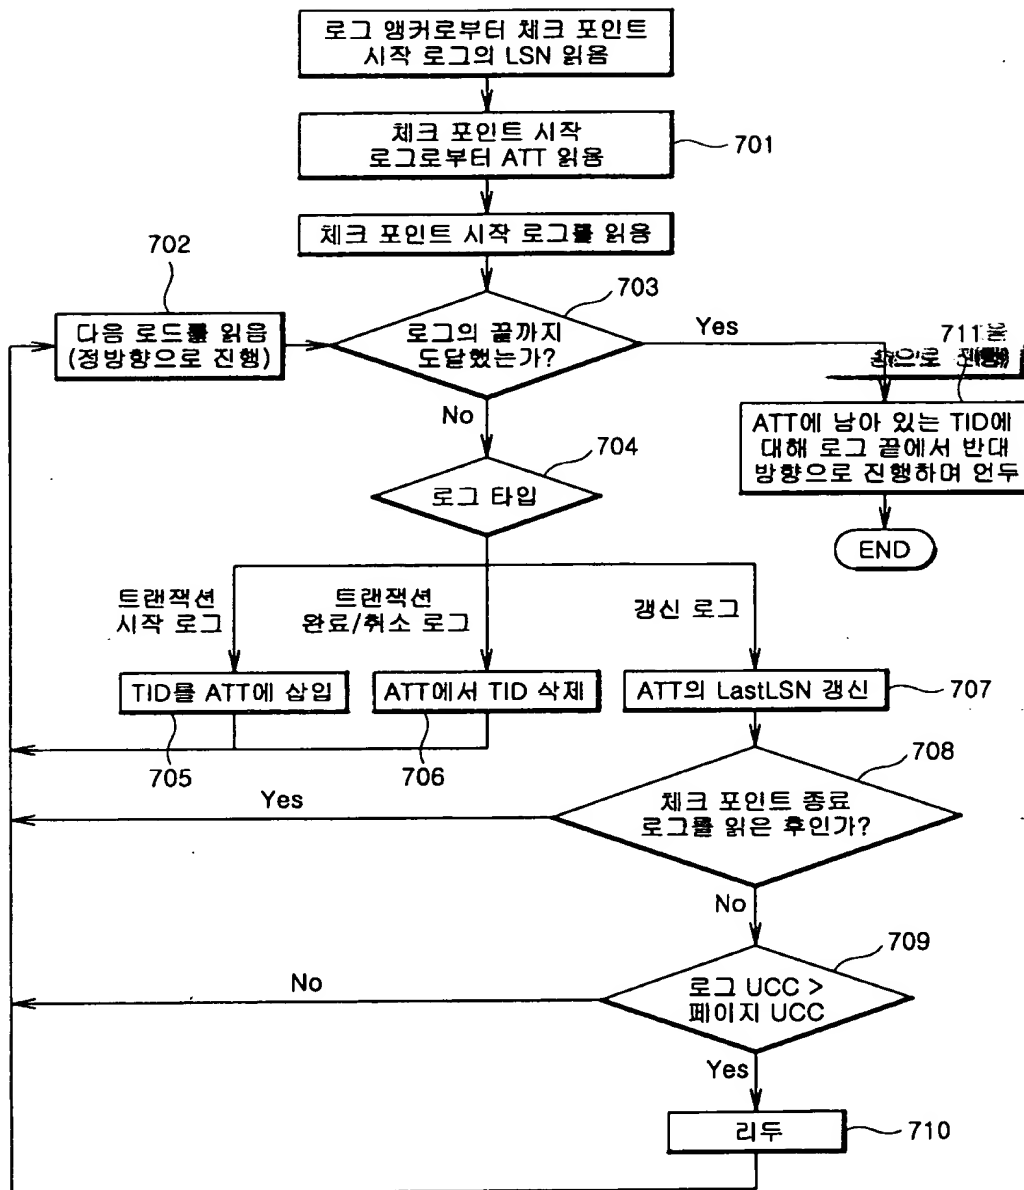 로그 앵커로부터 체크 포인트
시작 로그의 LSN 읽음
체크 포인트 시작
로그로부터 ATT 읽음
701
체크 포인트 시작 로그를 읽음
702
703
다음 로드를 읽음
(정방향으로 진행)
로그의 끝까지
도달했는가?
Yes
711
으로 진행
No
ATT에 남아 있는 TID에
대해 로그 끝에서 반대
방향으로 진행하며 언두
704
로그 타입
END
트랜잭션
시작 로그
트랜잭션
완료/취소 로그
갱신 로그
TID를 ATT에 삽입
ATT에서 TID 삭제
ATT의 LastLSN 갱신
707
705
706
708
Yes
체크 포인트 종료
로그를 읽은 후인가?
No
709
No
로그 UCC >
페이지 UCC
Yes
리두
710